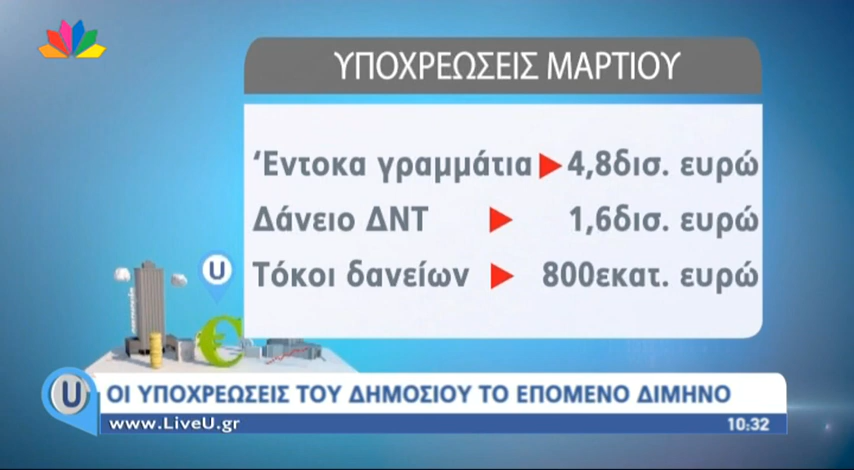 ΥΠΟΧΡΕΩΣΕΙΣ ΜΑΡΤΙΟΥ
‘Εντοκα γραμμάτια 4,8δισ. ευρώ
Δάνειο ΔΝΤ 1,6δισ. ευρώ
Τόκοι δανείων 800εκατ. ευρώ
U
U ΟΙ ΥΠΟΧΡΕΩΣΕΙΣ ΤΟΥ ΔΗΜΟΣΙΟΥ ΤΟ ΕΠΟΜΕΝΟ ΔΙΜΗΝΟ
www.LiveU.gr 10:32